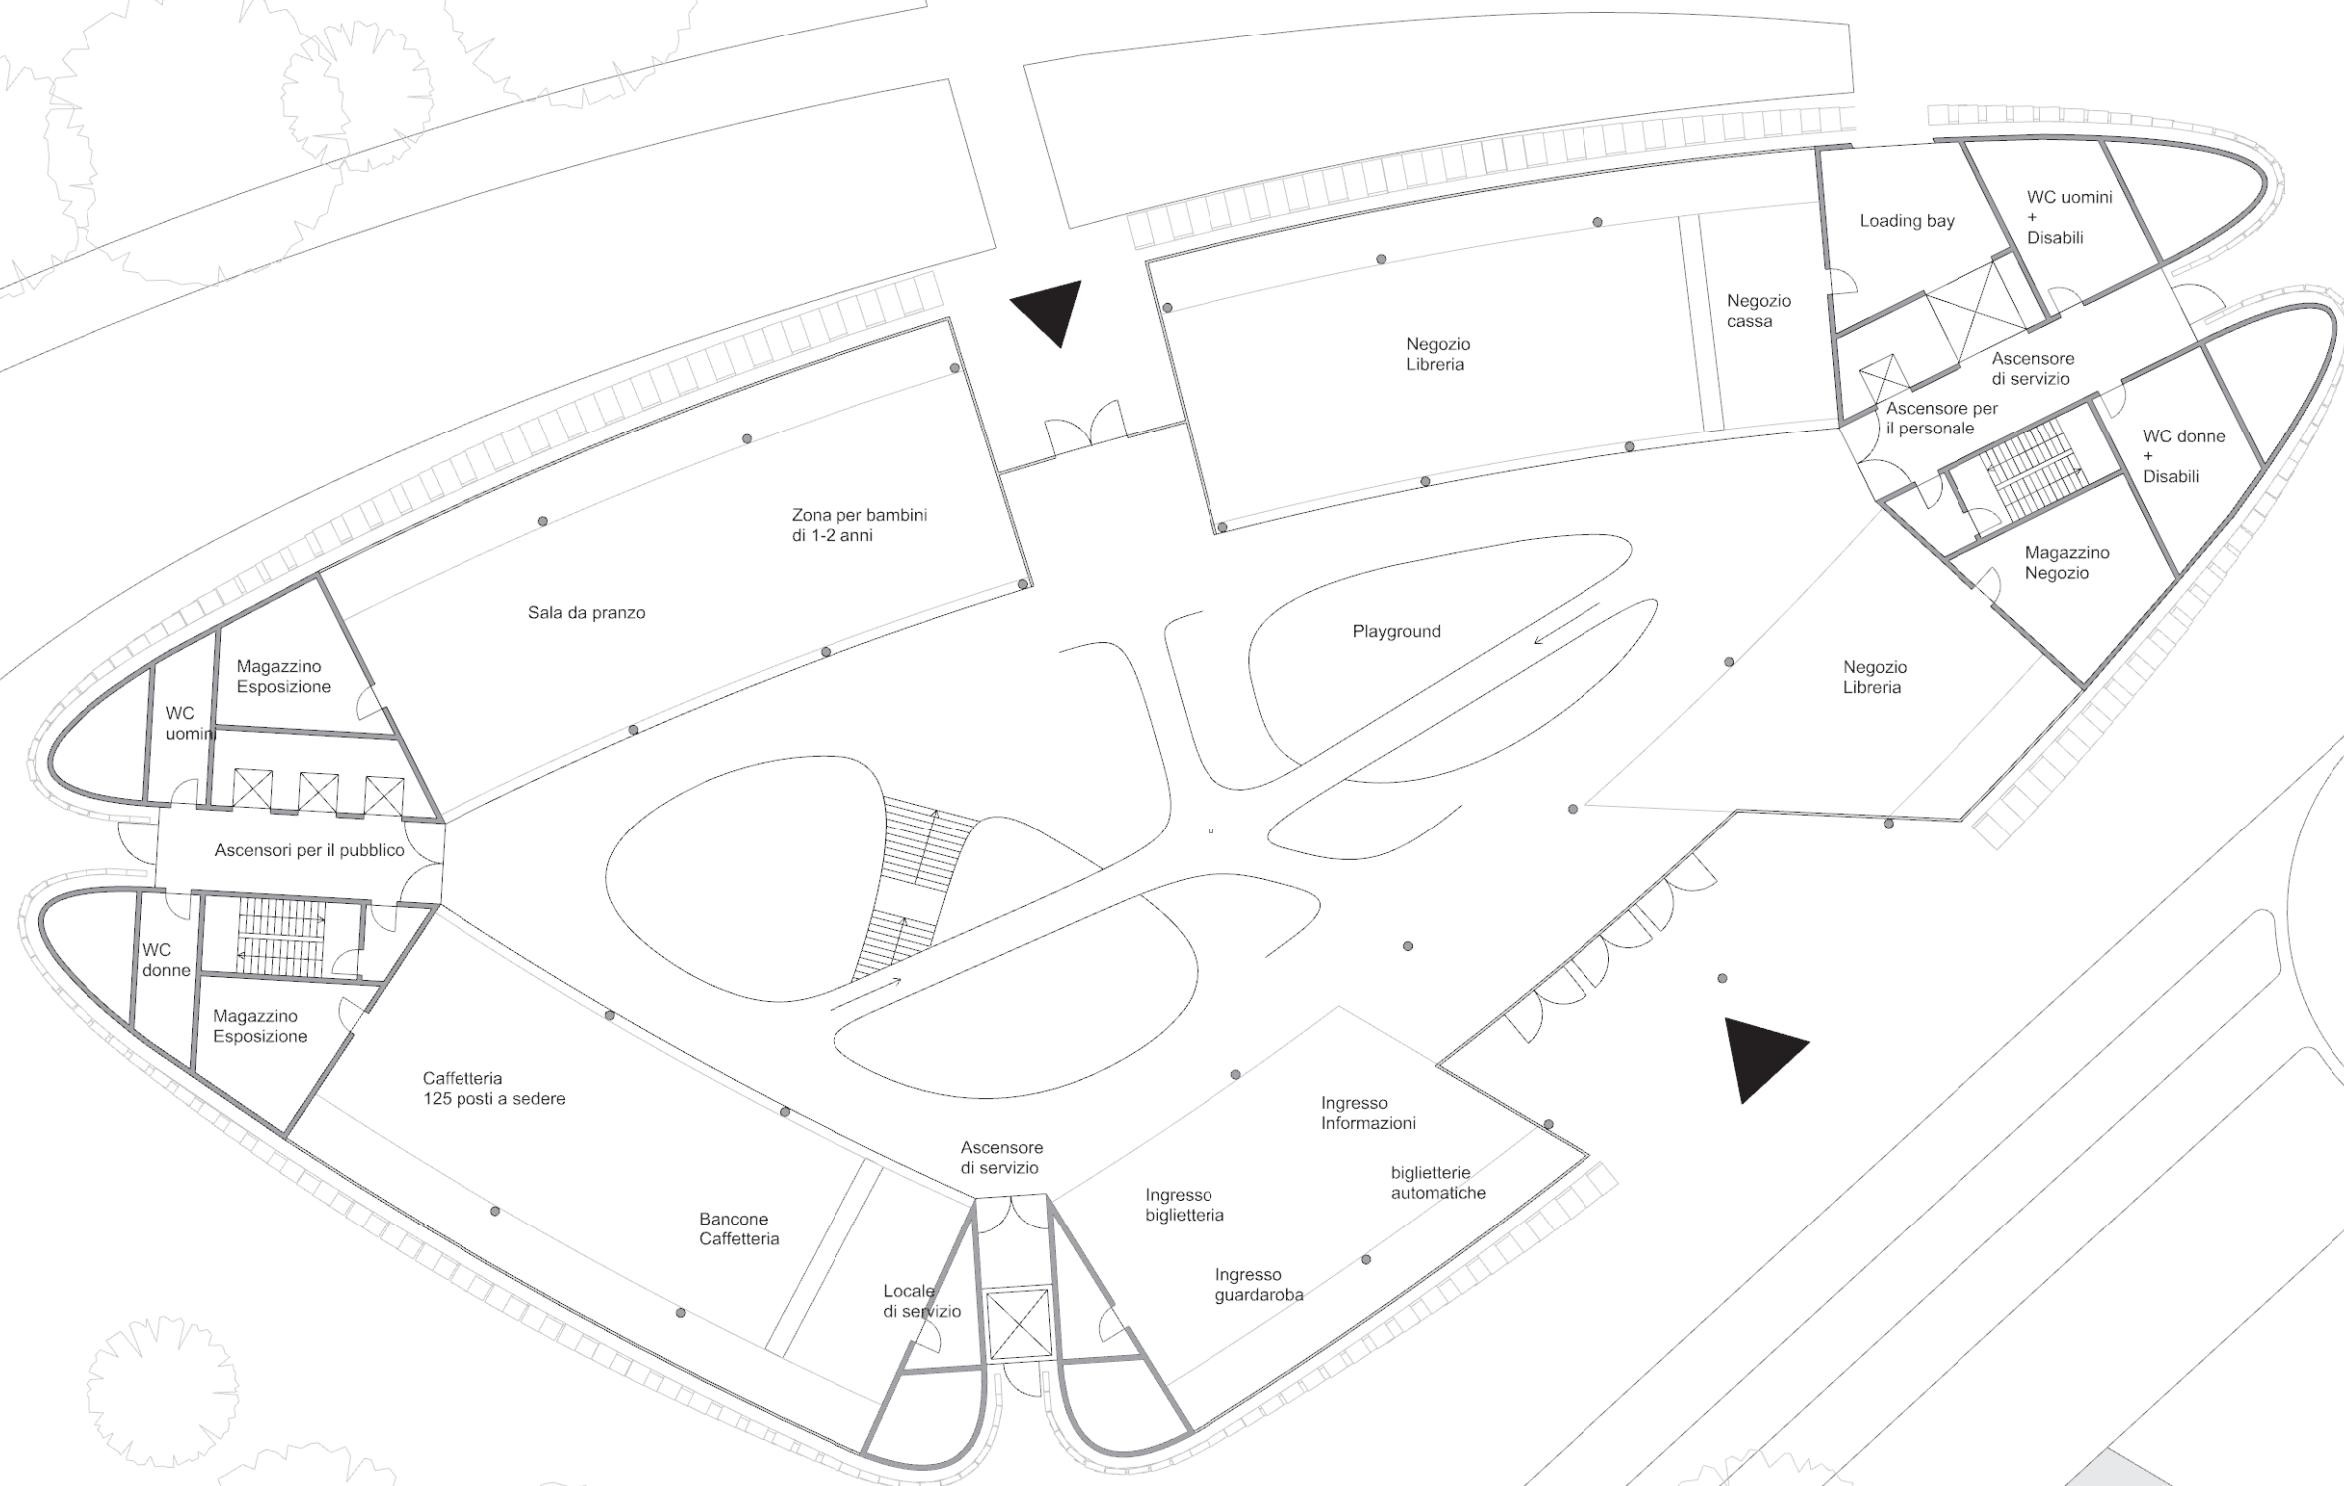 WC uomini
+
Disabili
Loading bay
Negozio
cassa
Negozio
Libreria
Ascensore
di servizio
Ascensore per
il personale
WC donne
+
Disabili
Zona per bambini
di 1-2 anni
Magazzino
Negozio
Sala da pranzo
Playground
Magazzino
Esposizione
Negozio
Libreria
WC
uomini
Ascensori per il pubblico
WC
donne
Magazzino
Esposizione
Caffetteria
125 posti a sedere
Ingresso
Informazioni
Ascensore
di servizio
biglietterie
automatiche
Ingresso
biglietteria
Bancone
Caffetteria
Ingresso
guardaroba
Locale
di servizio